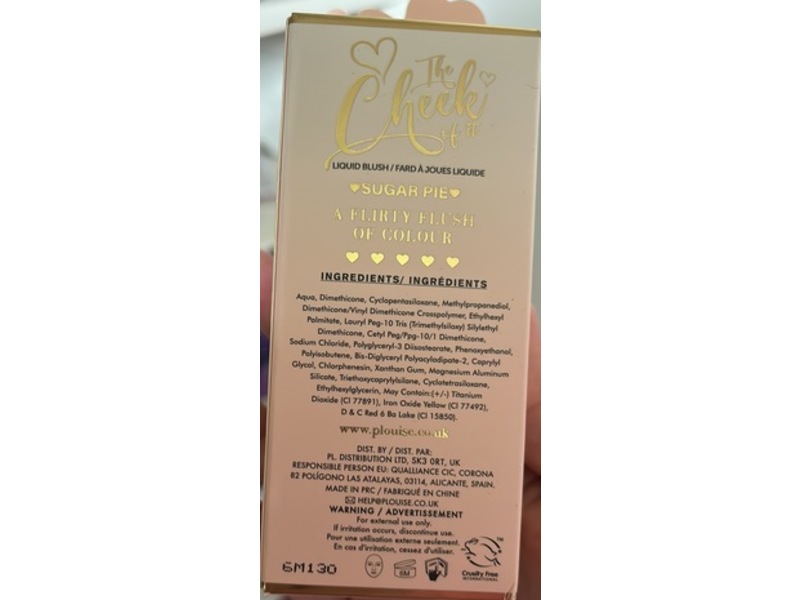 The
Cheek
of it
LIQUID BLUSH / FARD À JOUES LIQUIDE
SUGAR PIE
A FLIRTY FLUSH
OF COLOUR
INGREDIENTS/ INGRÉDIENTS
Aqua, Dimethicone, Cyclopentasiloxane, Methylpropanediol,
Dimethicone/Vinyl Dimethicone Crosspolymer, Ethylhexyl
Palmitate, Lauryl Peg-10 Tris (Trimethylsiloxy) Silylethyl
Dimethicone, Cetyl Peg/Ppg-10/1 Dimethicone,
Sodium Chloride, Polyglyceryl-3 Diisostearate, Phenoxyethanol,
Polyisobutene, Bis-Diglyceryl Polyacyladipate-2, Caprylyl
Glycol, Chlorphenesin, Xanthan Gum, Magnesium Aluminum
Silicate, Triethoxycaprylylsilane, Cyclotetrasiloxane,
Ethylhexylglycerin, May Contain:(+/-) Titanium
Dioxide (CI 77891), Iron Oxide Yellow (CI 77492),
D & C Red 6 Ba Lake (CI 15850).
www.plouise.co.uk
DIST. BY / DIST. PAR:
PL. DISTRIBUTION LTD, SK3 0RT, UK
RESPONSIBLE PERSON EU: QUALLIANCE CIC, CORONA
82 POLÍGONO LAS ATALAYAS, 03114, ALICANTE, SPAIN.
MADE IN PRC / FABRIQUÉ EN CHINE
HELP@PLOUISE.CO.UK
WARNING / ADVERTISSEMENT
For external use only.
If irritation occurs, discontinue use.
Pour une utilisation externe seulement.
En cas d'irritation, cessez d'utiliser.
6M130
6M
TM
Cruelty Free
INTERNATIONAL